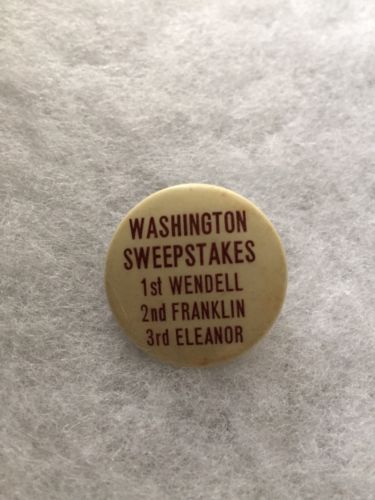 WASHINGTON
SWEEPSTAKES
1st WENDELL
2nd FRANKLIN
3rd ELEANOR